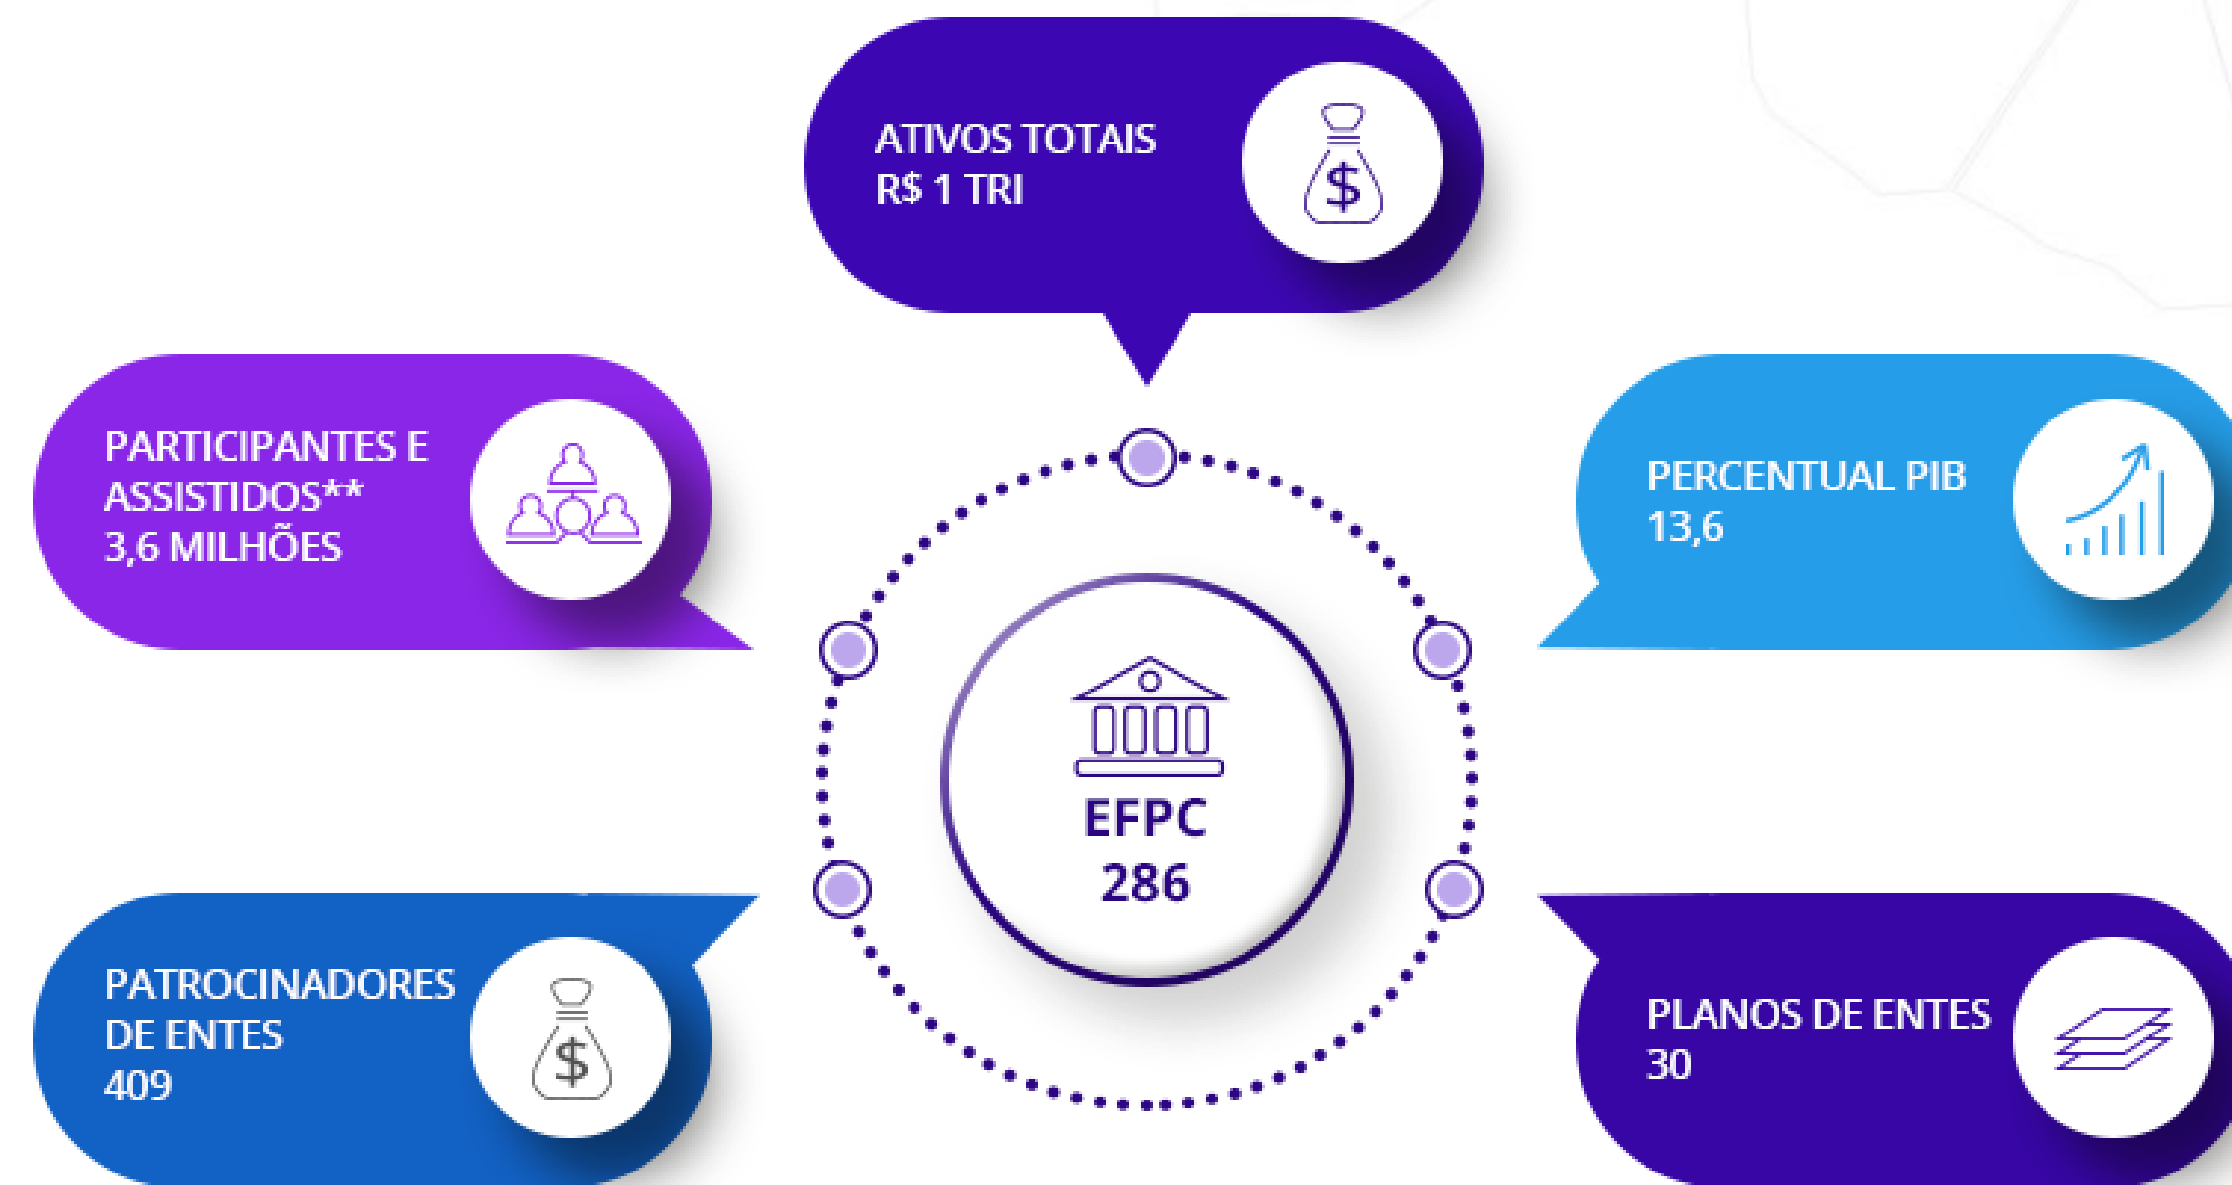 ATIVOS TOTAIS
R$ 1 TRI
PARTICIPANTES E
ASSISTIDOS**
3,6 MILHÕES
PERCENTUAL PIB
13,6
EFPC
286
PATROCINADORES
DE ENTES
409
PLANOS DE ENTES
30